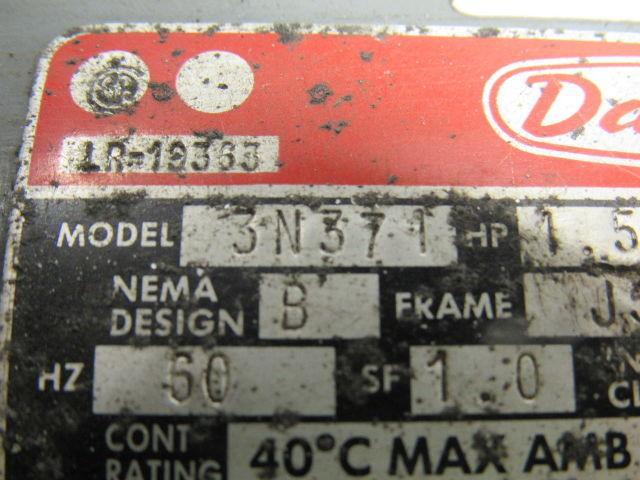 Da
LR-19363
MODEL 3N371 HP 1.5
NEMA DESIGN B FRAME J
HZ 60 SF 1.0
CONT RATING 40°C MAX AMB